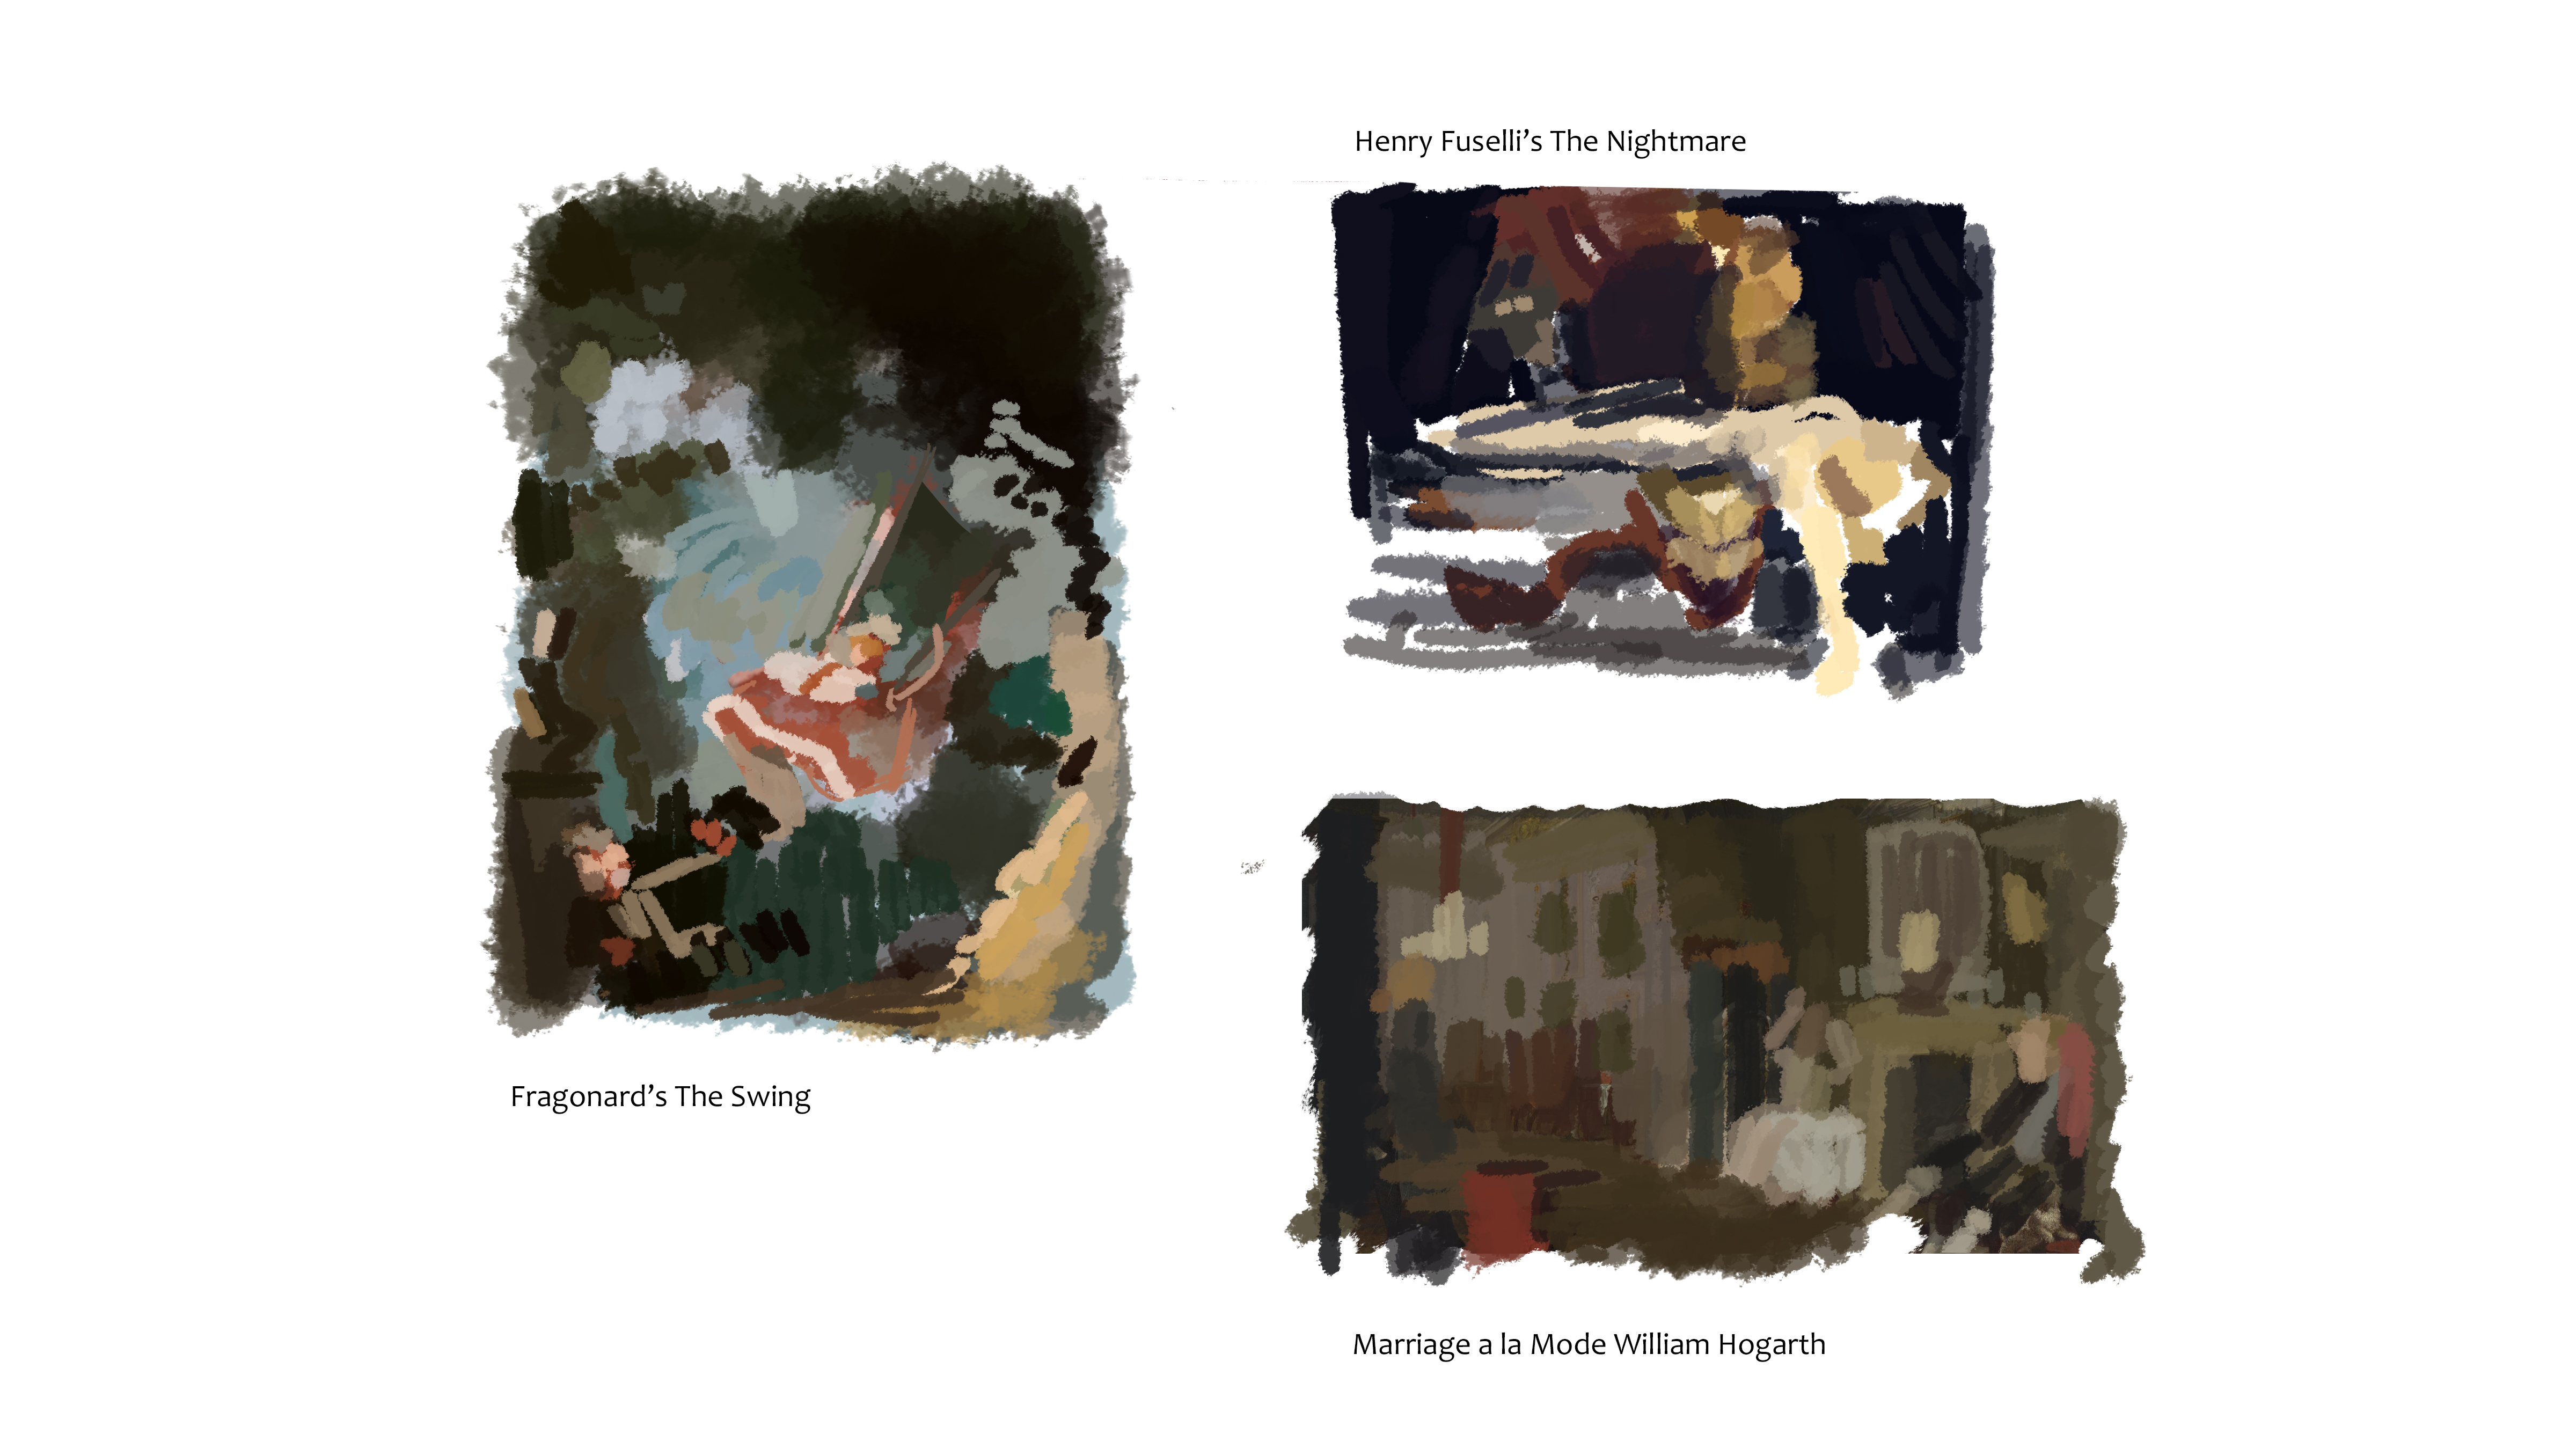 Henry Fuselli’s The Nightmare
Fragonard’s The Swing
Marriage a la Mode William Hogarth